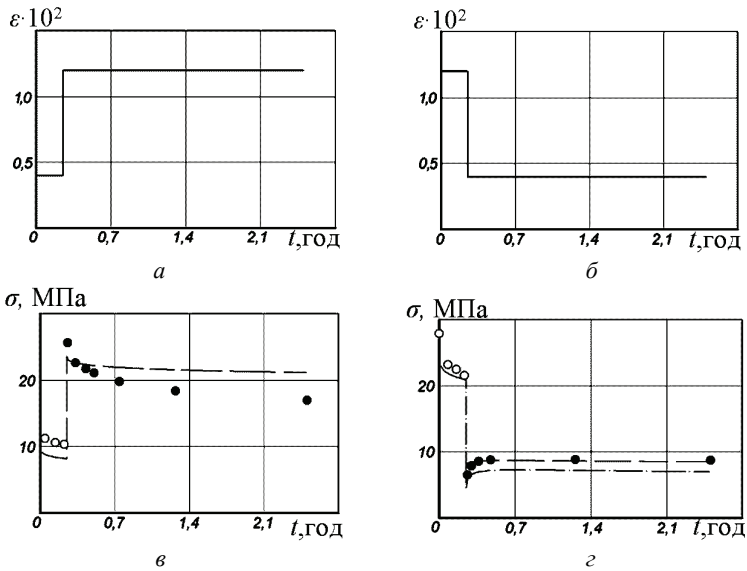 ε·10² ε·10²
1,0 1,0
0,5 0,5
0 0,7 1,4 2,1 t,год 0 0,7 1,4 2,1 t,год
а б
σ, МПа σ, МПа
20 20
10 10
0 0,7 1,4 2,1 t,год 0 0,7 1,4 2,1 t,год
в г